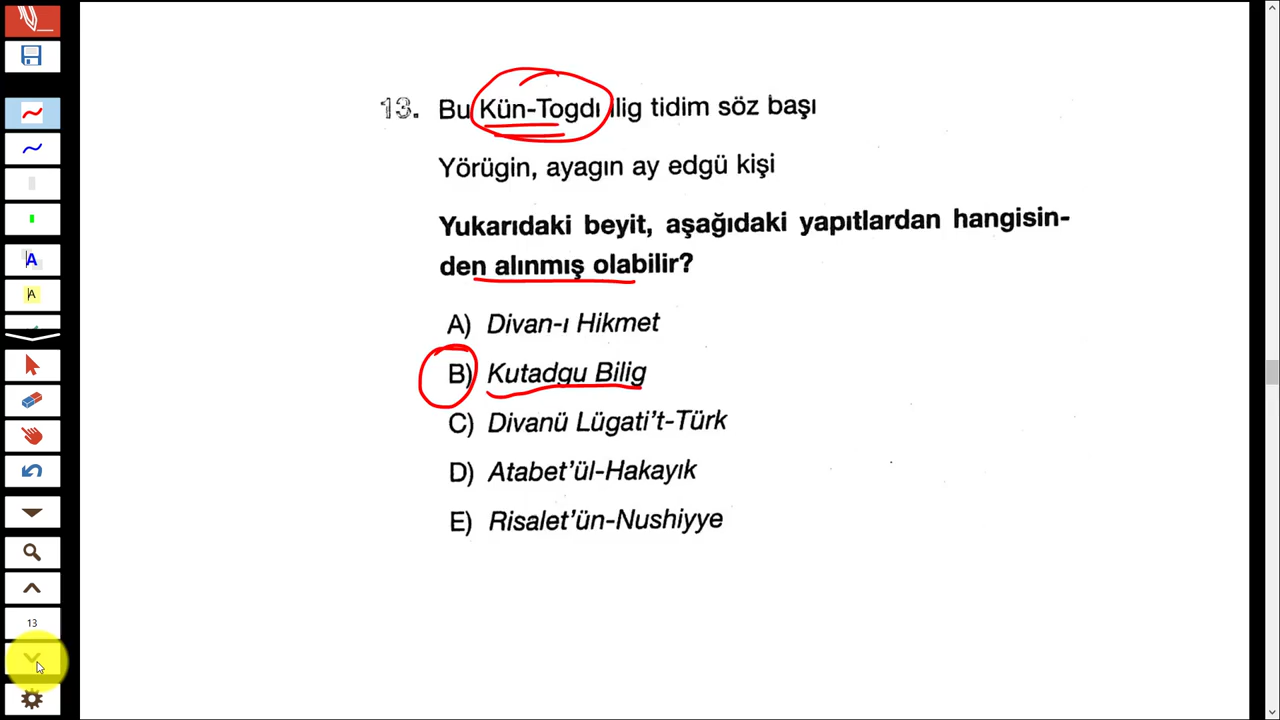 13. Bu Kün-Togdı ilig tidim söz başı
Yörügin, ayagın ay edgü kişi
Yukarıdaki beyit, aşağıdaki yapıtlardan hangisin-
den alınmış olabilir?
A) Divan-ı Hikmet
B) Kutadgu Bilig
C) Divanü Lügati't-Türk
D) Atabet'ül-Hakayık
E) Risalet'ün-Nushiyye
A
A
13